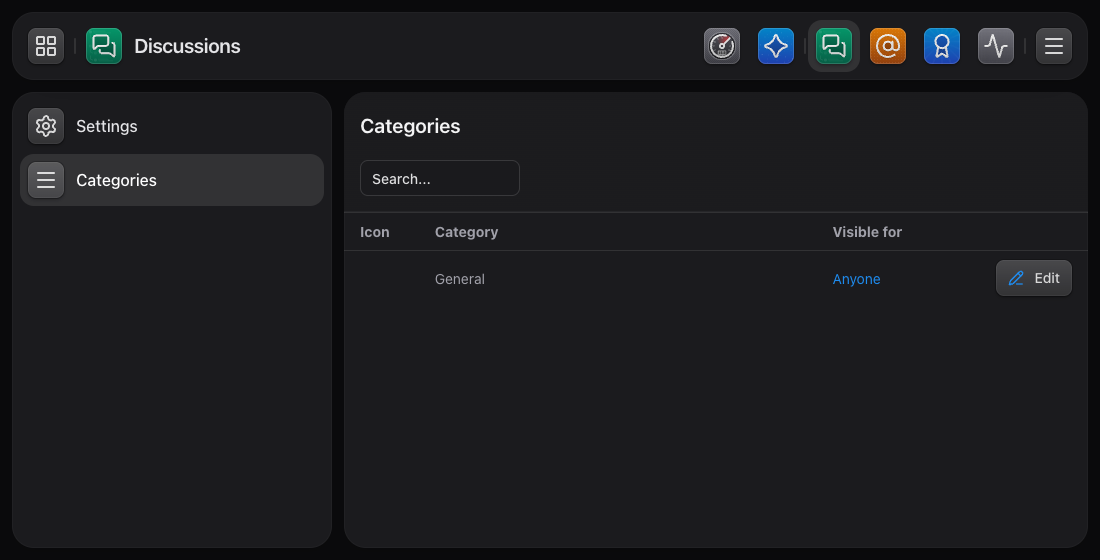 Discussions
Settings
Categories
Categories
Search...
Icon Category Visible for
General Anyone Edit